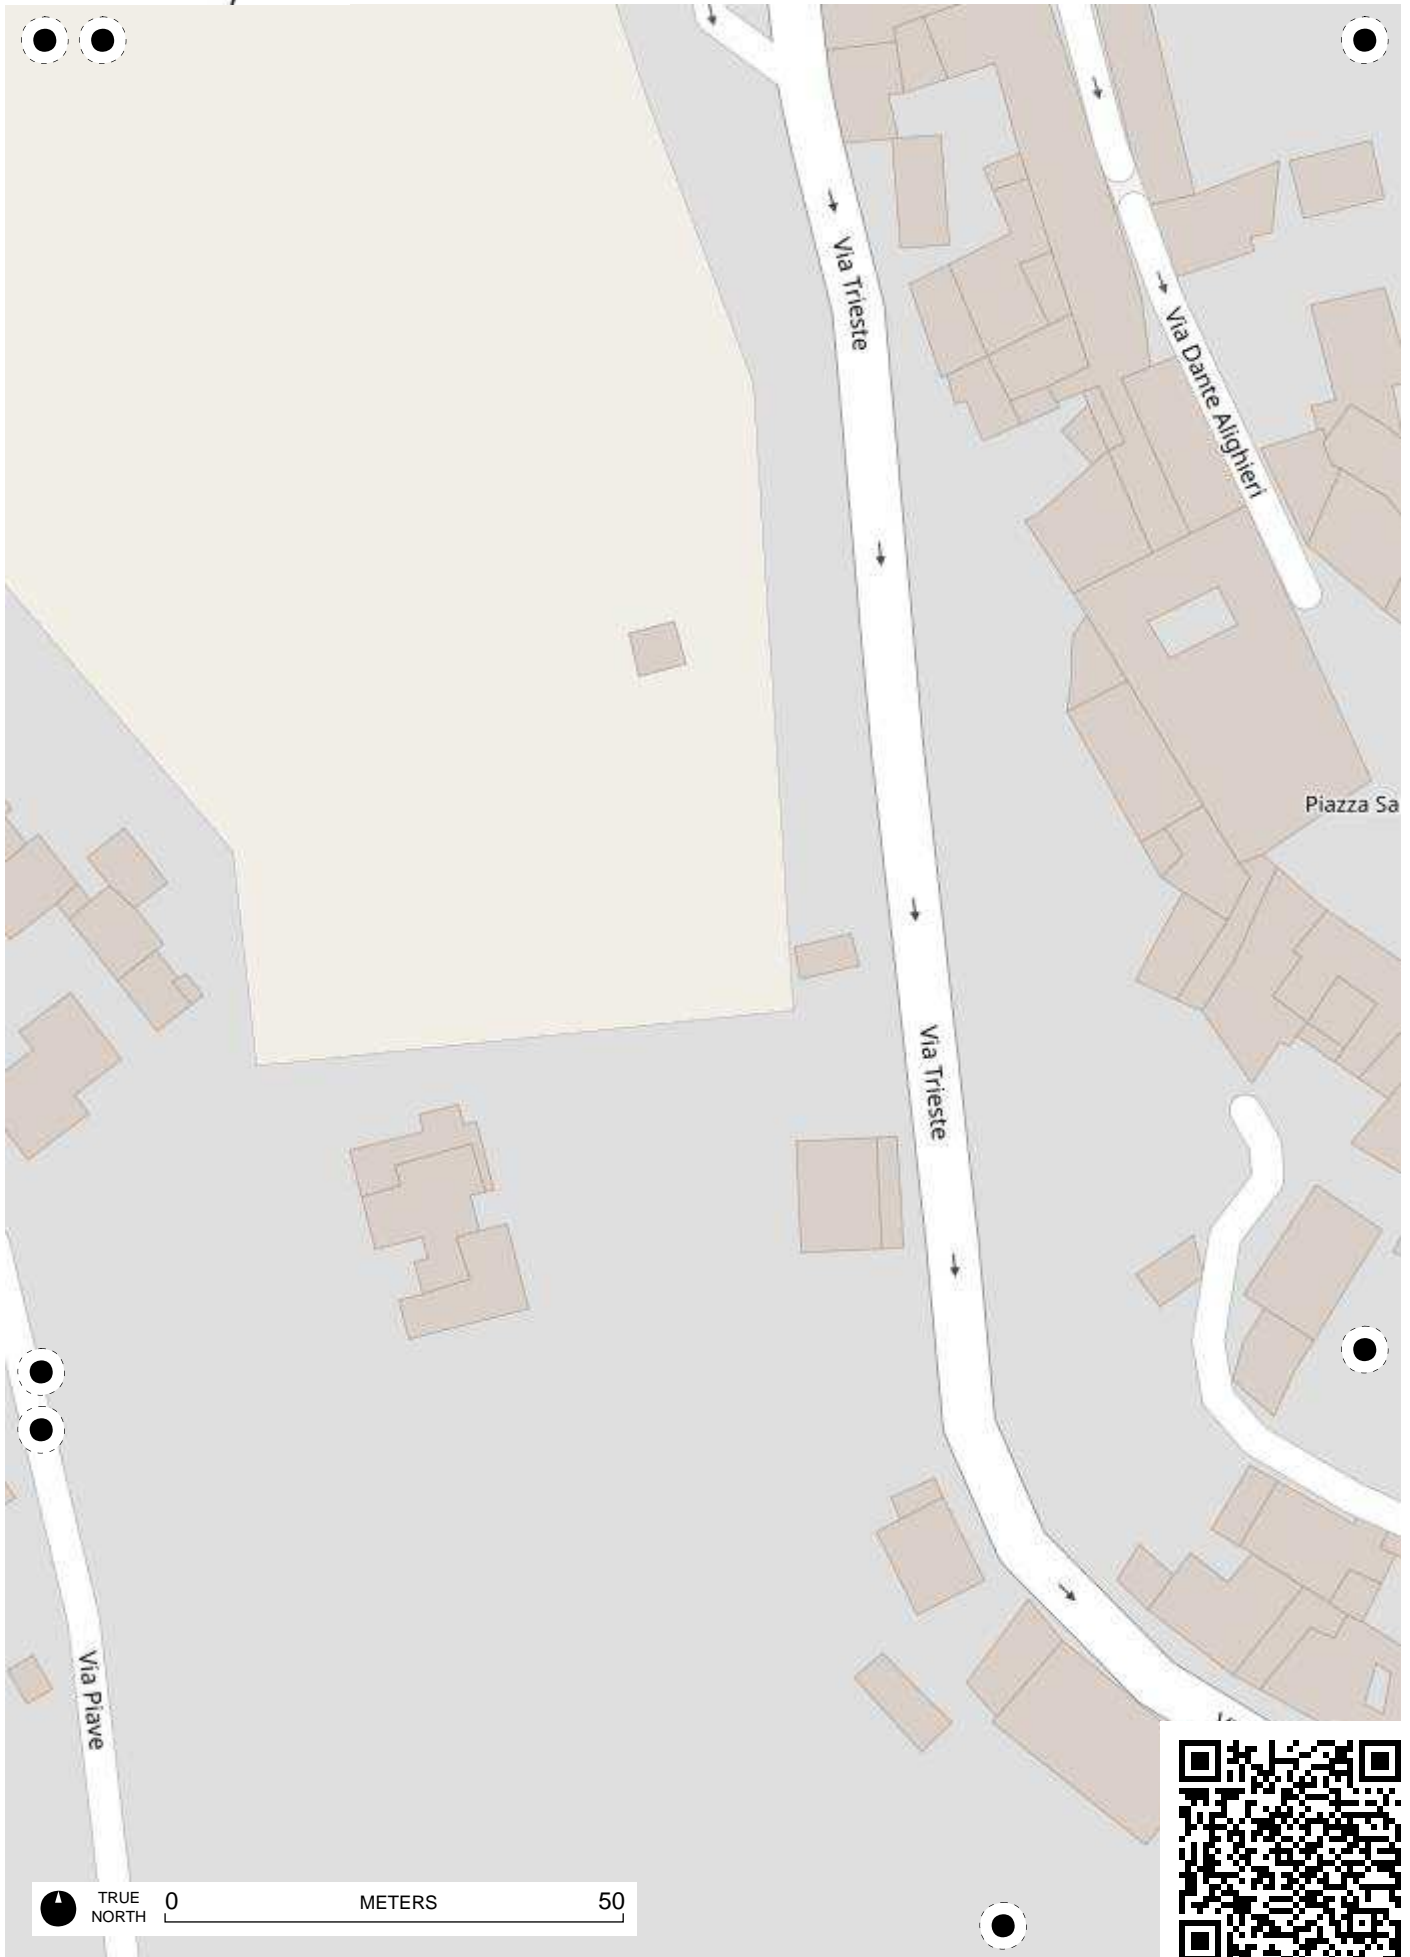 Via Trieste
Via Dante Alighieri
Piazza Sa
Via Trieste
Via Piave
TRUE
NORTH
0 METERS 50